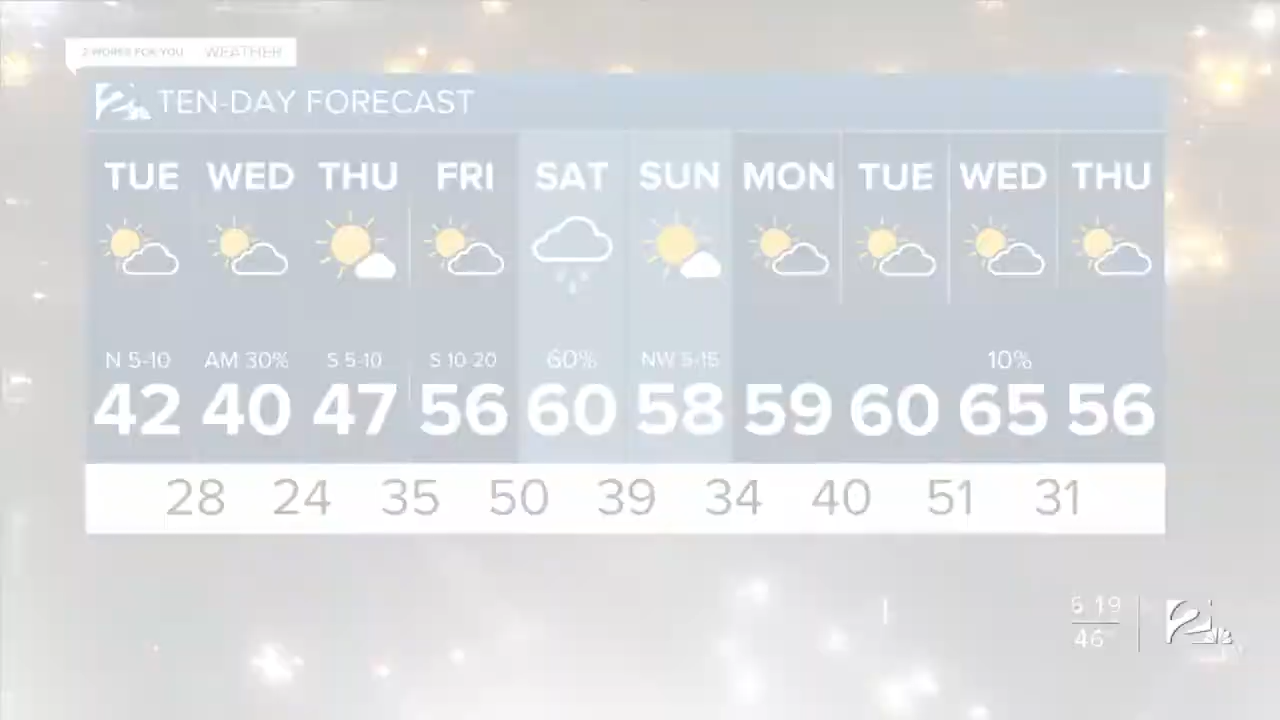 2 WORKS FOR YOU WEATHER
2 TEN-DAY FORECAST
TUE WED THU FRI SAT SUN MON TUE WED THU
N 5-10 AM 30% S 5-10 S 10-20 60% NW 5-15 10%
42 40 47 56 60 58 59 60 65 56
28 24 35 50 39 34 40 51 31
19
46°
2